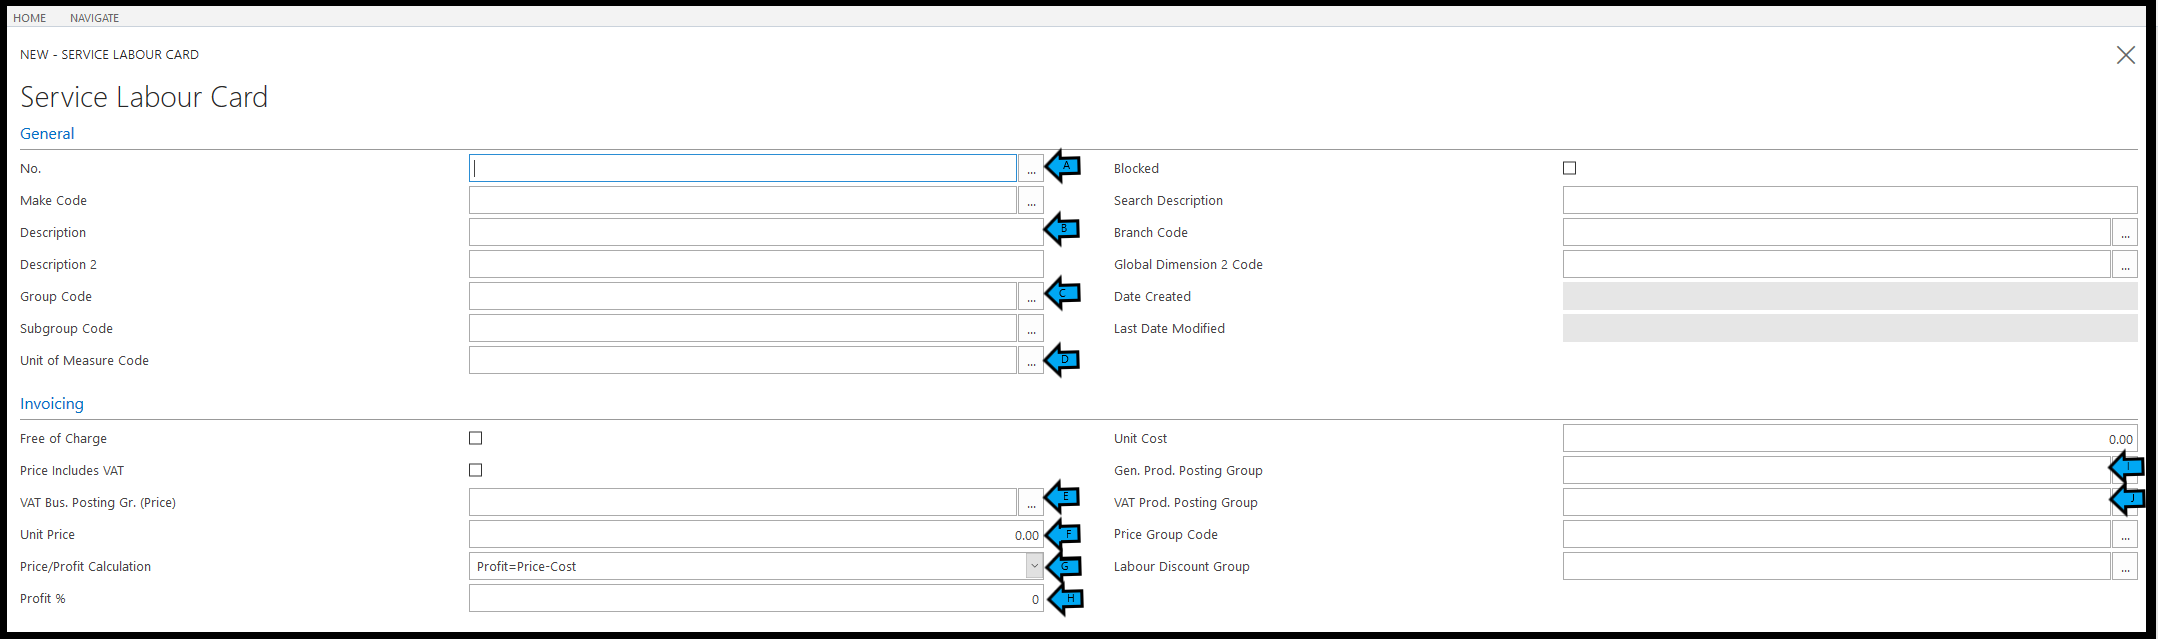 HOME NAVIGATE
NEW - SERVICE LABOUR CARD
Service Labour Card
General
No. ... A Blocked
Make Code ... Search Description
Description B Branch Code ...
Description 2 Global Dimension 2 Code ...
Group Code ... C Date Created
Subgroup Code ... Last Date Modified
Unit of Measure Code ... D
Invoicing
Free of Charge Unit Cost 0.00
Price Includes VAT Gen. Prod. Posting Group I
VAT Bus. Posting Gr. (Price) ... E VAT Prod. Posting Group J
Unit Price 0.00 F Price Group Code ...
Price/Profit Calculation Profit=Price-Cost G Labour Discount Group ...
Profit % 0 H